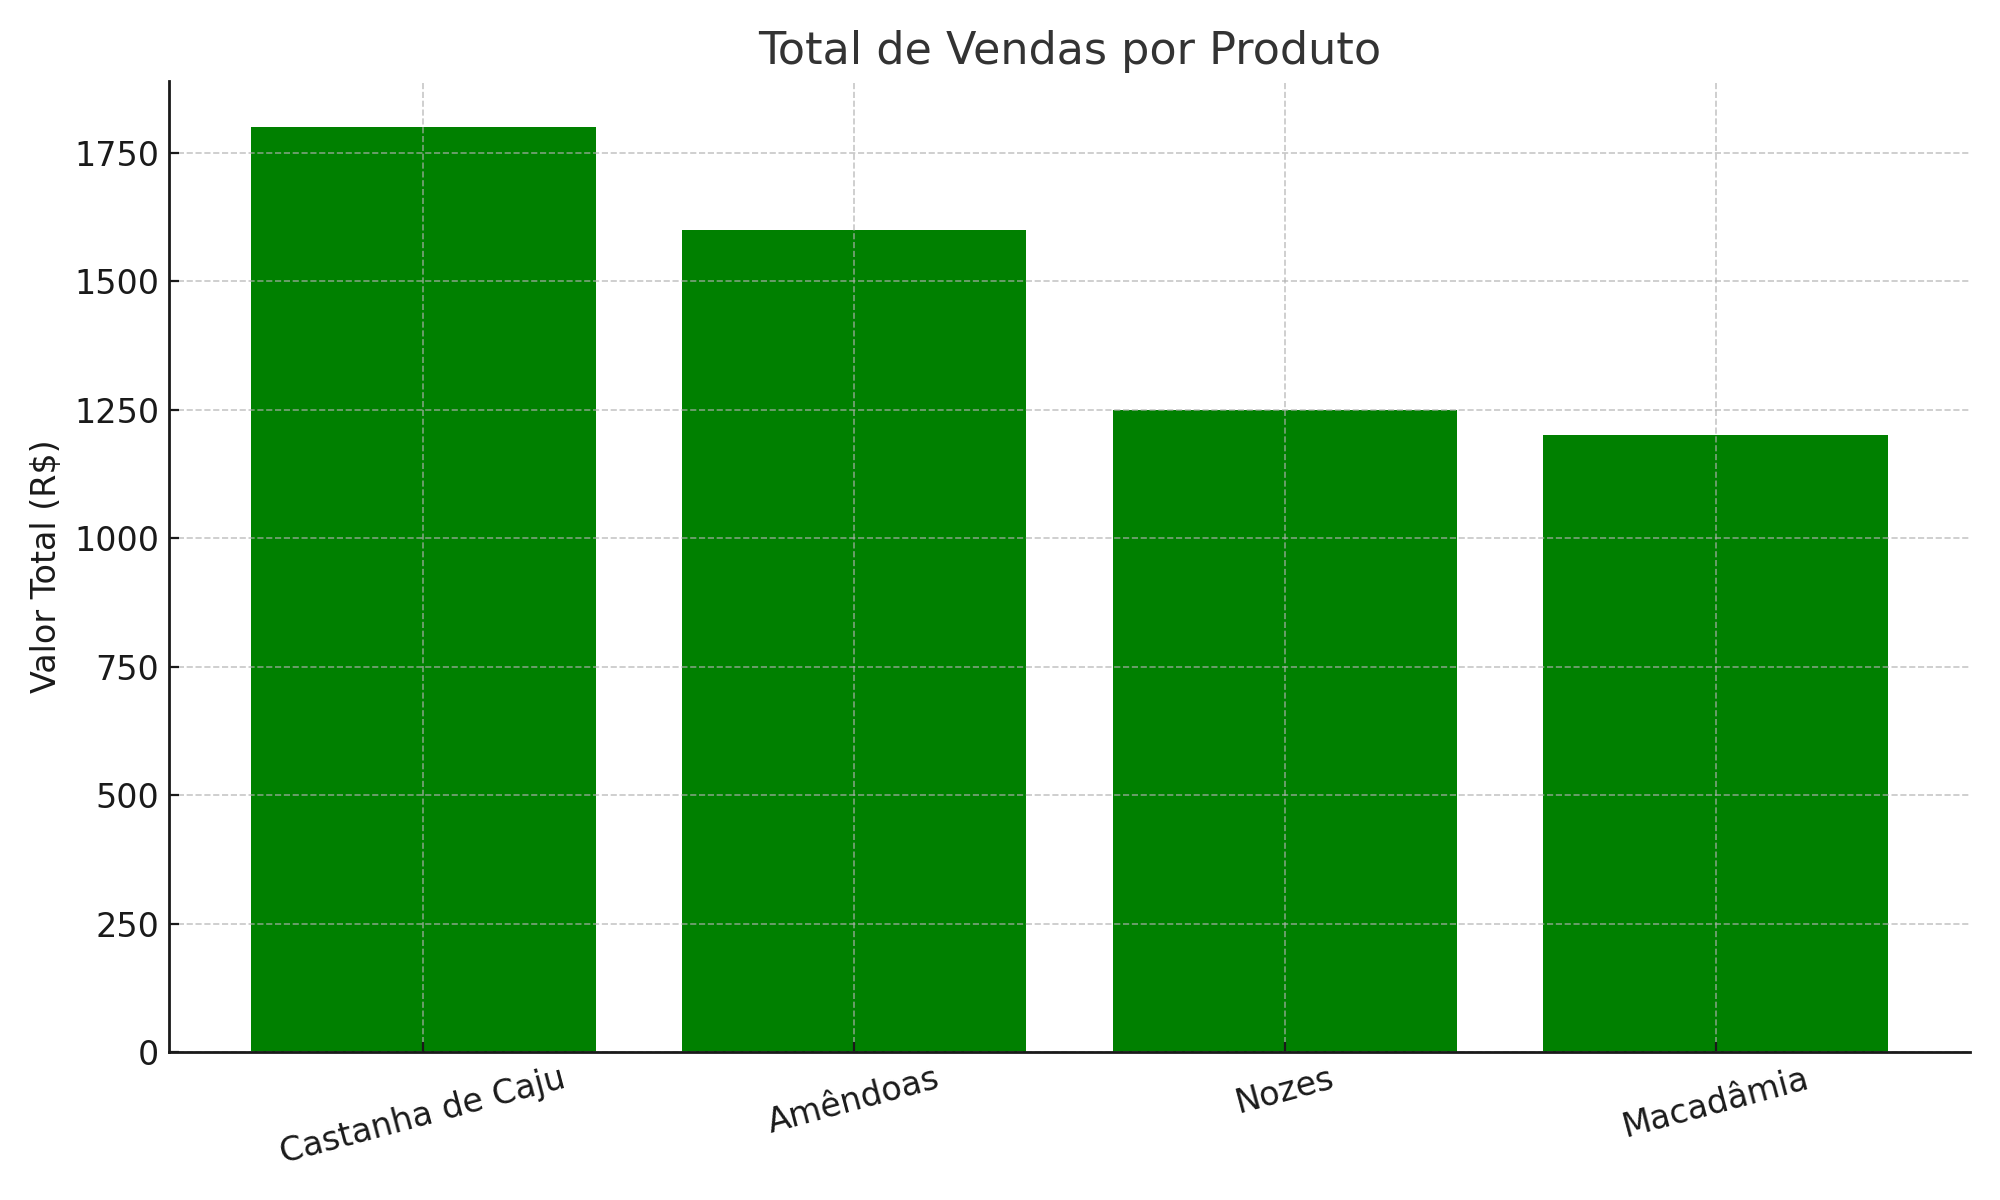 Total de Vendas por Produto
Valor Total (R$)
1750
1500
1250
1000
750
500
250
0
Castanha de Caju
Amêndoas
Nozes
Macadâmia